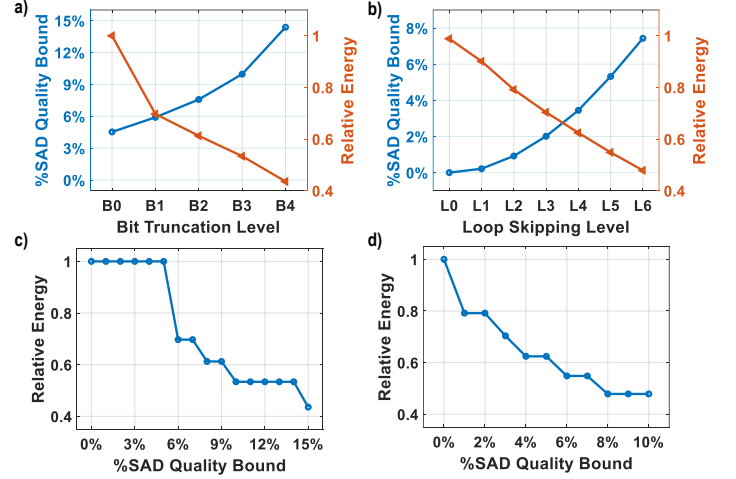 a)
%SAD Quality Bound
15%
12%
9%
6%
3%
0%
1
0.8
0.6
0.4
Relative Energy
B0 B1 B2 B3 B4
Bit Truncation Level
b)
%SAD Quality Bound
8%
6%
4%
2%
0%
1
0.8
0.6
0.4
Relative Energy
L0 L1 L2 L3 L4 L5 L6
Loop Skipping Level
c)
Relative Energy
1
0.8
0.6
0.4
0% 3% 6% 9% 12% 15%
%SAD Quality Bound
d)
Relative Energy
1
0.8
0.6
0.4
0% 2% 4% 6% 8% 10%
%SAD Quality Bound